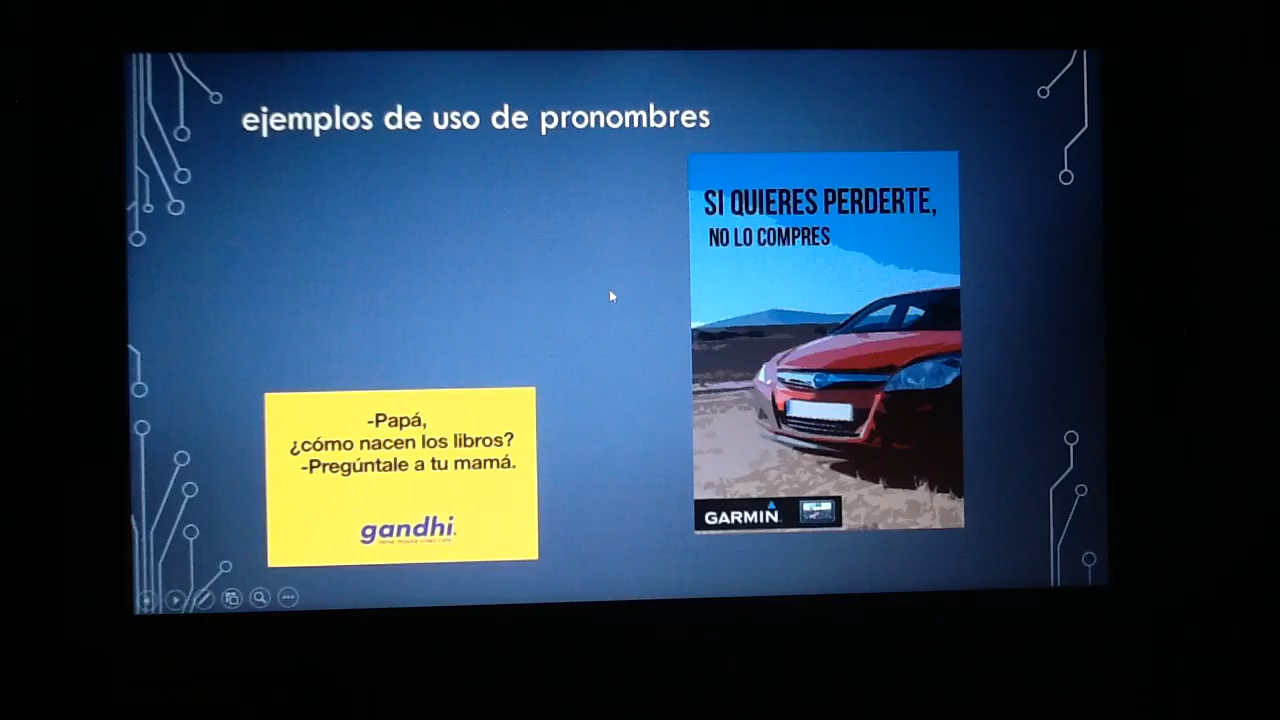 ejemplos de uso de pronombres
SI QUIERES PERDERTE,
NO LO COMPRES
-Papá,
¿cómo nacen los libros?
-Pregúntale a tu mamá.
gandhi
GARMIN